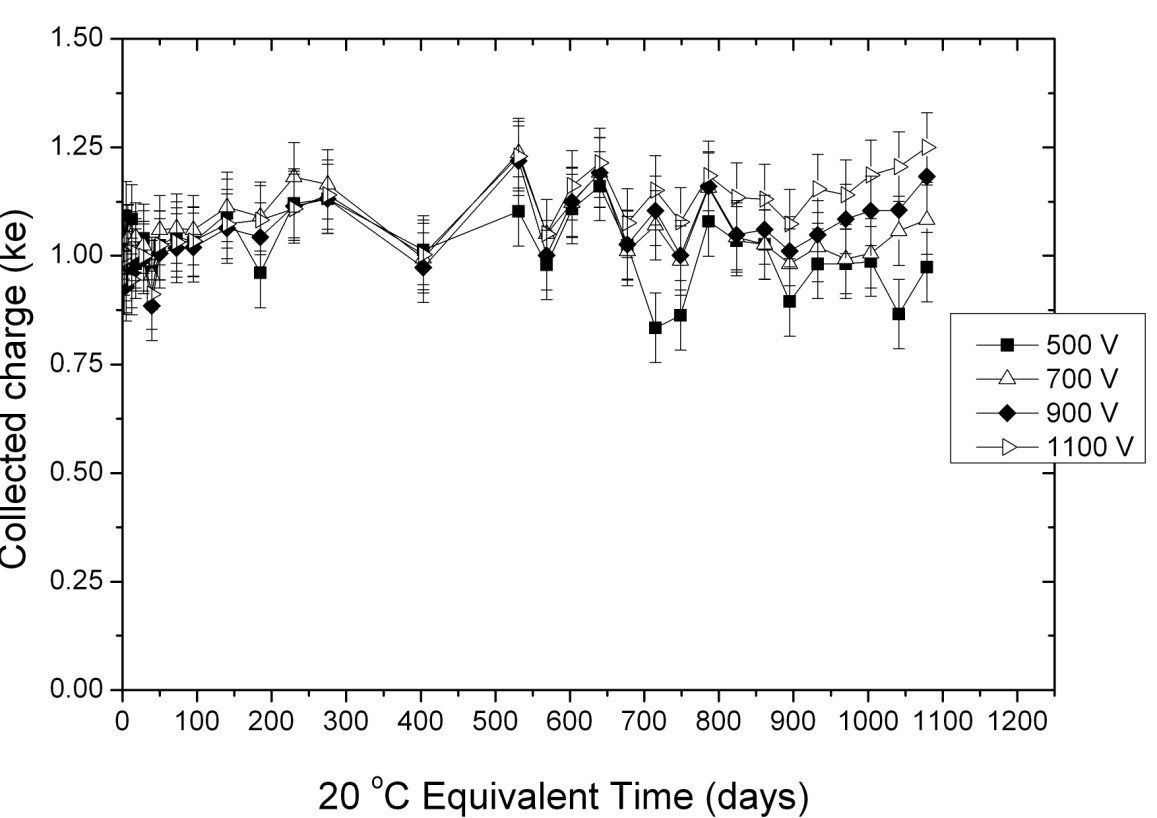 Collected charge (ke)
1.50
1.25
1.00
0.75
0.50
0.25
0.00
0 100 200 300 400 500 600 700 800 900 1000 1100 1200
20 °C Equivalent Time (days)
500 V
700 V
900 V
1100 V